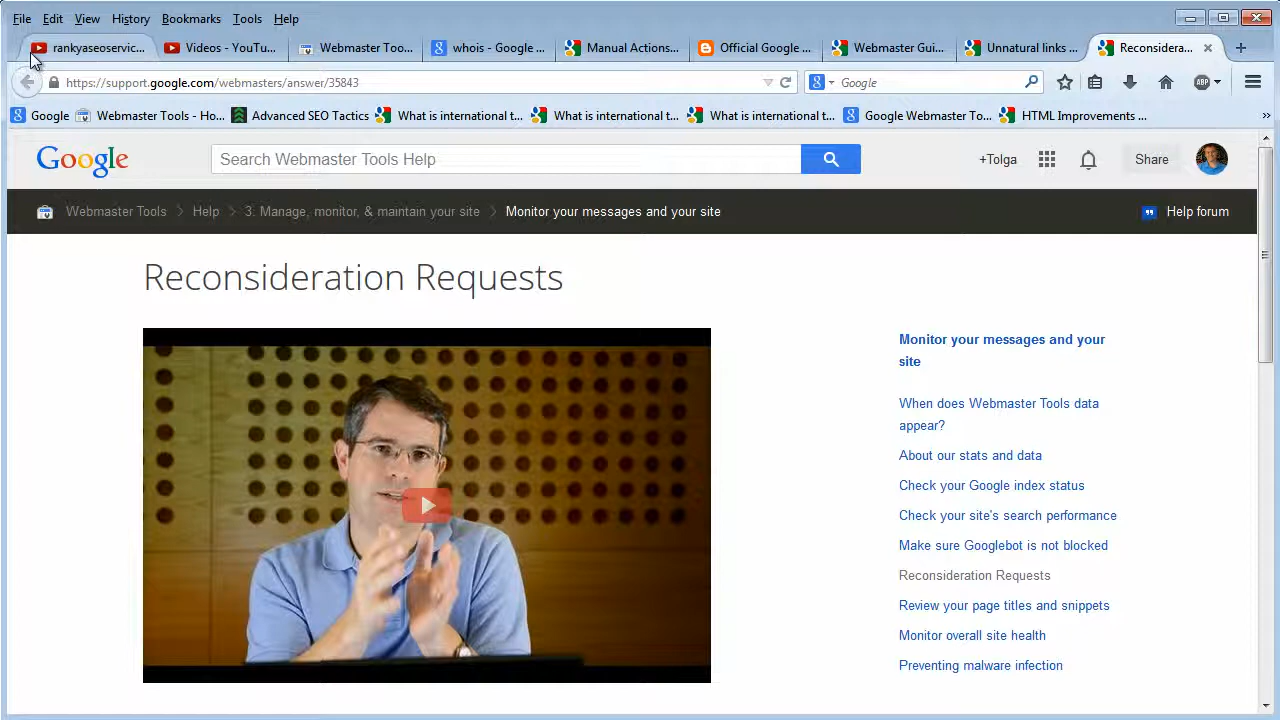 File Edit View History Bookmarks Tools Help
rankyaseoservic... Videos - YouTu... Webmaster Too... whois - Google ... Manual Actions... Official Google ... Webmaster Gui... Unnatural links ... Reconsidera...
https://support.google.com/webmasters/answer/35843 Google ABP
Google Webmaster Tools - Ho... Advanced SEO Tactics What is international t... What is international t... What is international t... Google Webmaster To... HTML Improvements ...
Google Search Webmaster Tools Help +Tolga Share
Webmaster Tools Help 3. Manage, monitor, & maintain your site Monitor your messages and your site Help forum
Reconsideration Requests
Monitor your messages and your
site
When does Webmaster Tools data
appear?
About our stats and data
Check your Google index status
Check your site's search performance
Make sure Googlebot is not blocked
Reconsideration Requests
Review your page titles and snippets
Monitor overall site health
Preventing malware infection